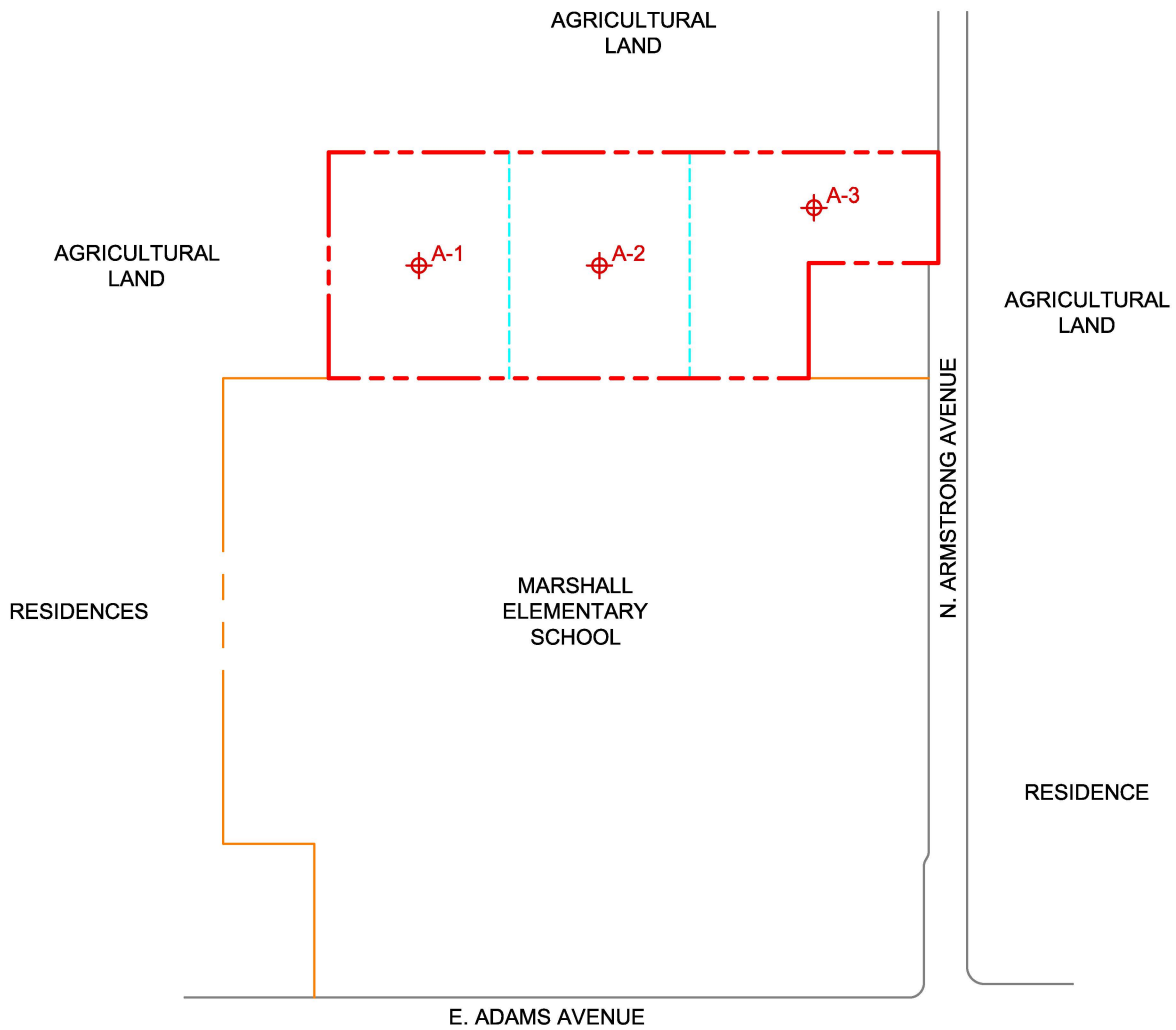 AGRICULTURAL
LAND
A-3
A-1
A-2
AGRICULTURAL
LAND
AGRICULTURAL
LAND
N. ARMSTRONG AVENUE
MARSHALL
ELEMENTARY
SCHOOL
RESIDENCES
RESIDENCE
E. ADAMS AVENUE